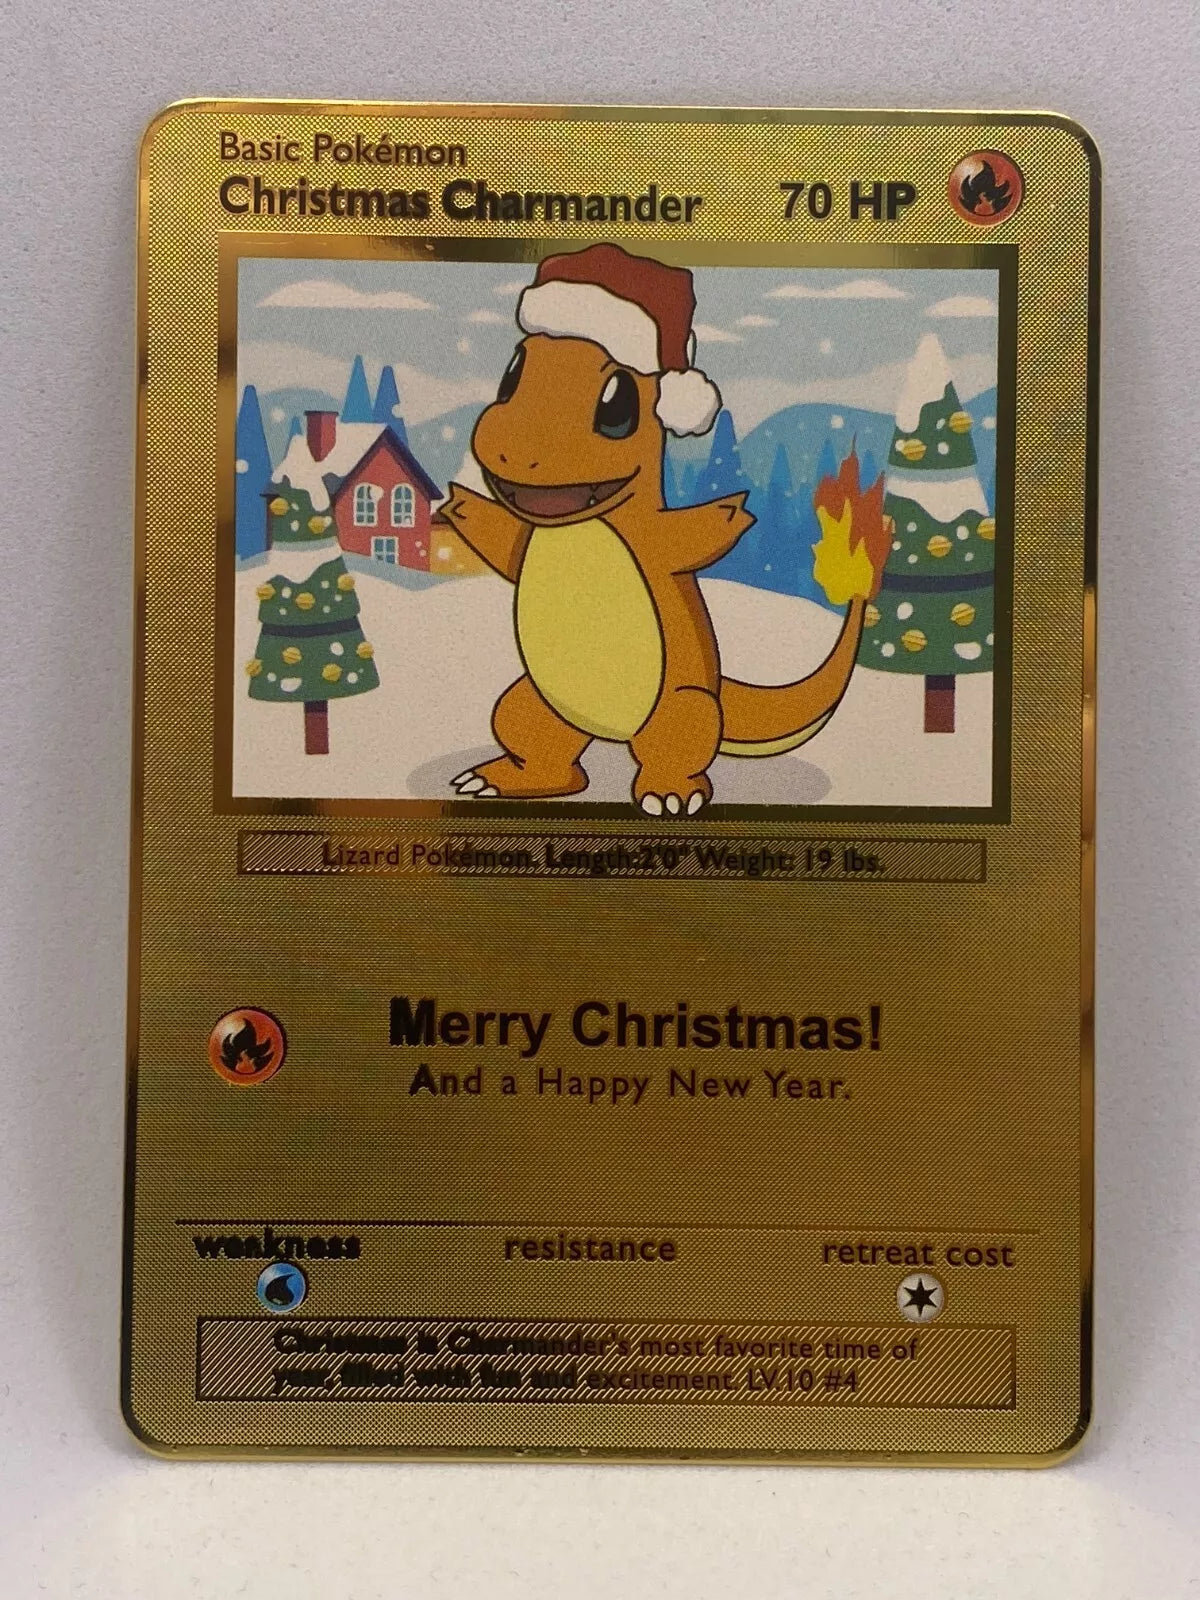 Basic Pokémon
Christmas Charmander 70 HP
Lizard Pokémon. Length:2'0" Weight: 19 lbs.
Merry Christmas!
And a Happy New Year.
weakness resistance retreat cost
Christmas is Charmander's most favorite time of
year, filled with fun and excitement. LV.10 #4